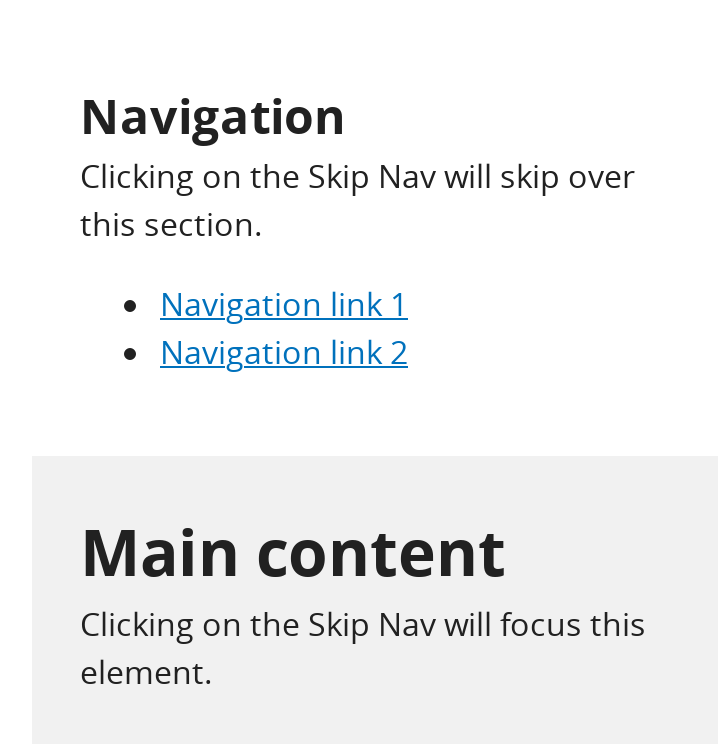 Navigation
Clicking on the Skip Nav will skip over
this section.
Navigation link 1
Navigation link 2
Main content
Clicking on the Skip Nav will focus this
element.